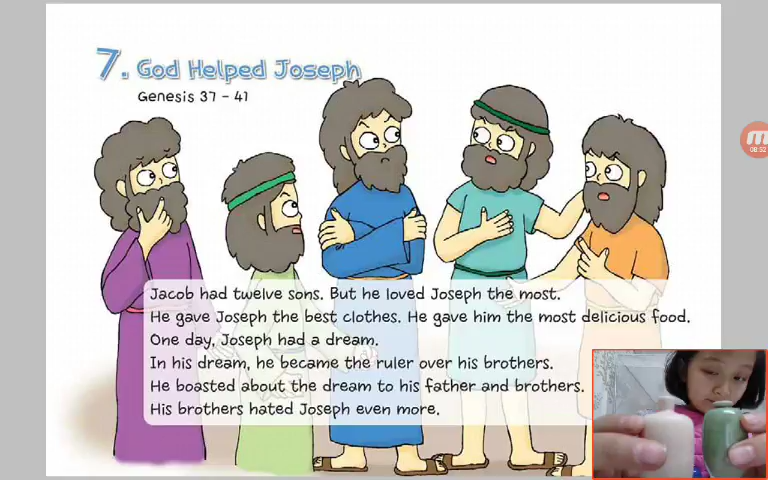 7. God Helped Joseph
Genesis 37 - 41
Jacob had twelve sons. But he loved Joseph the most.
He gave Joseph the best clothes. He gave him the most delicious food.
One day, Joseph had a dream.
In his dream, he became the ruler over his brothers.
He boasted about the dream to his father and brothers.
His brothers hated Joseph even more.
M
08:52